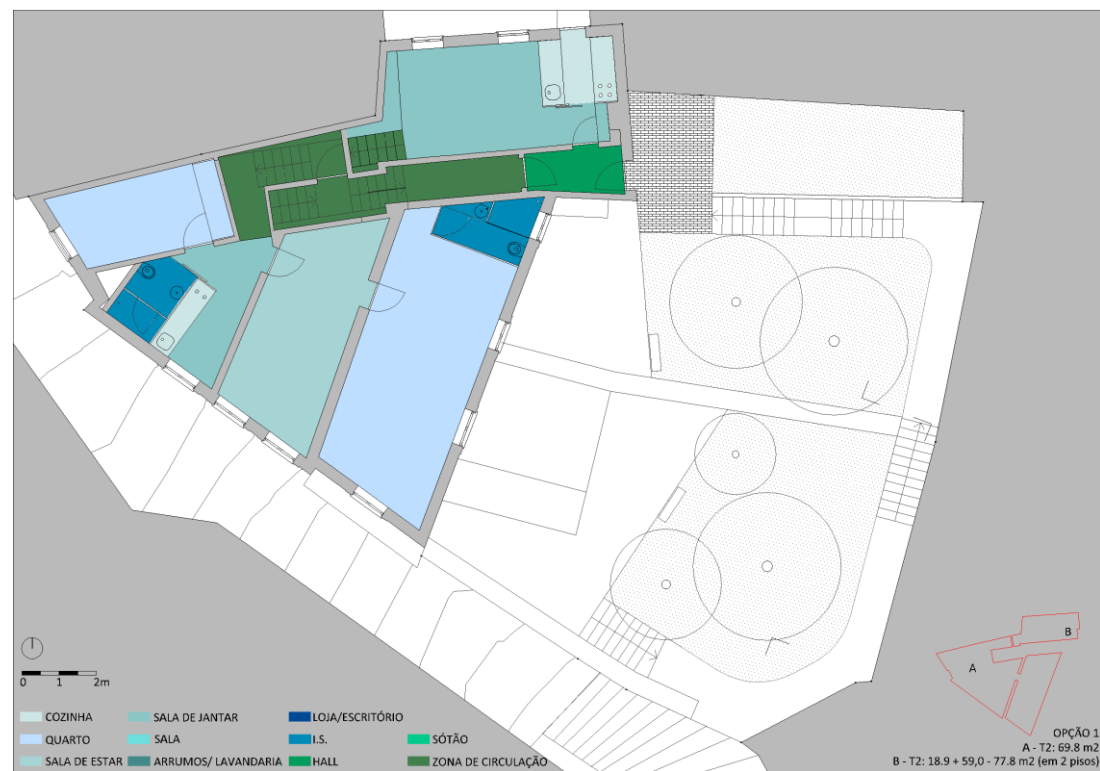 B
A
0 1 2m
COZINHA SALA DE JANTAR LOJA/ESCRITÓRIO
QUARTO SALA I.S. SÓTÃO
SALA DE ESTAR ARRUMOS/ LAVANDARIA HALL ZONA DE CIRCULAÇÃO
OPÇÃO 1
A - T2: 69.8 m2
B - T2: 18.9 + 59,0 - 77.8 m2 (em 2 pisos)